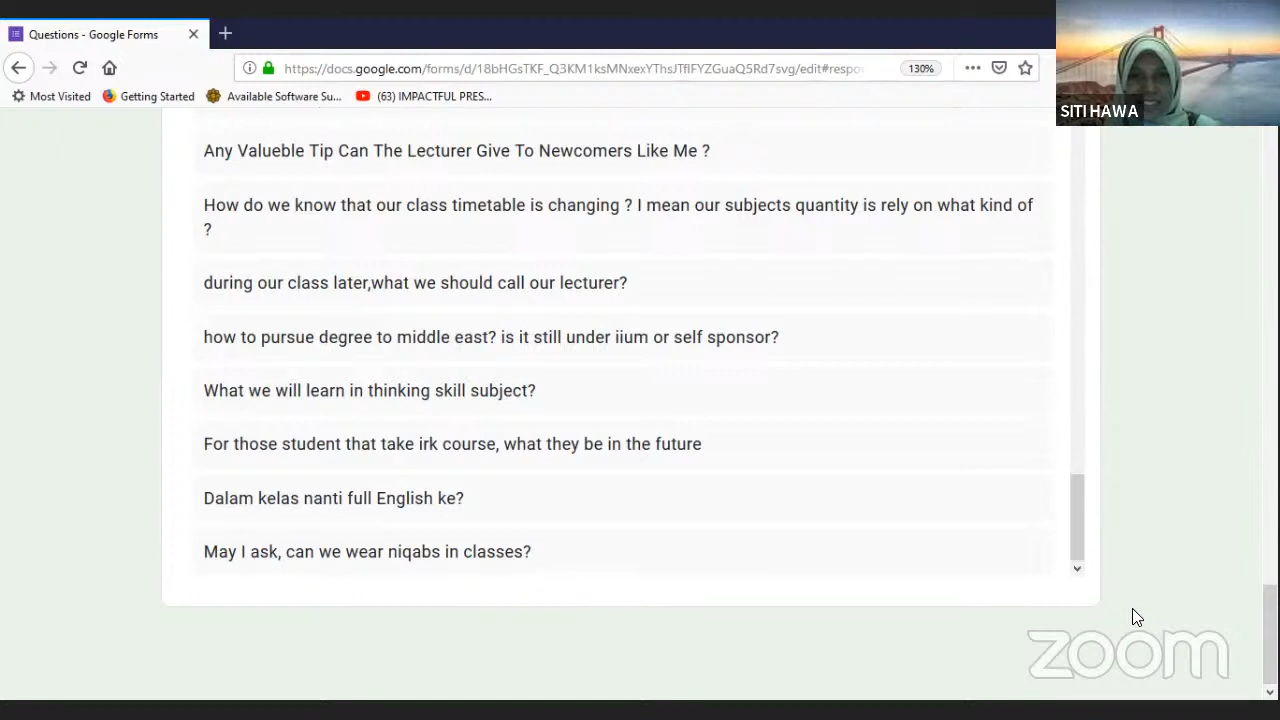 Questions - Google Forms
https://docs.google.com/forms/d/18bHGsTKF_Q3KM1ksMNxexYThsJTflFYZGuaQ5Rd7svg/edit#respo
130%
Most Visited Getting Started Available Software Su... (63) IMPACTFUL PRES...
SITI HAWA
Any Valueble Tip Can The Lecturer Give To Newcomers Like Me ?
How do we know that our class timetable is changing ? I mean our subjects quantity is rely on what kind of
?
during our class later,what we should call our lecturer?
how to pursue degree to middle east? is it still under iium or self sponsor?
What we will learn in thinking skill subject?
For those student that take irk course, what they be in the future
Dalam kelas nanti full English ke?
May I ask, can we wear niqabs in classes?
zoom